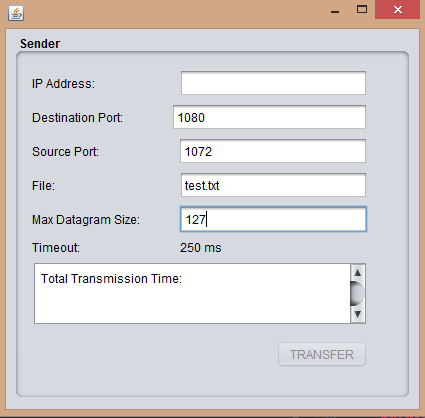 Sender
IP Address:
Destination Port: 1080
Source Port: 1072
File: test.txt
Max Datagram Size: 127
Timeout: 250 ms
Total Transmission Time:
TRANSFER